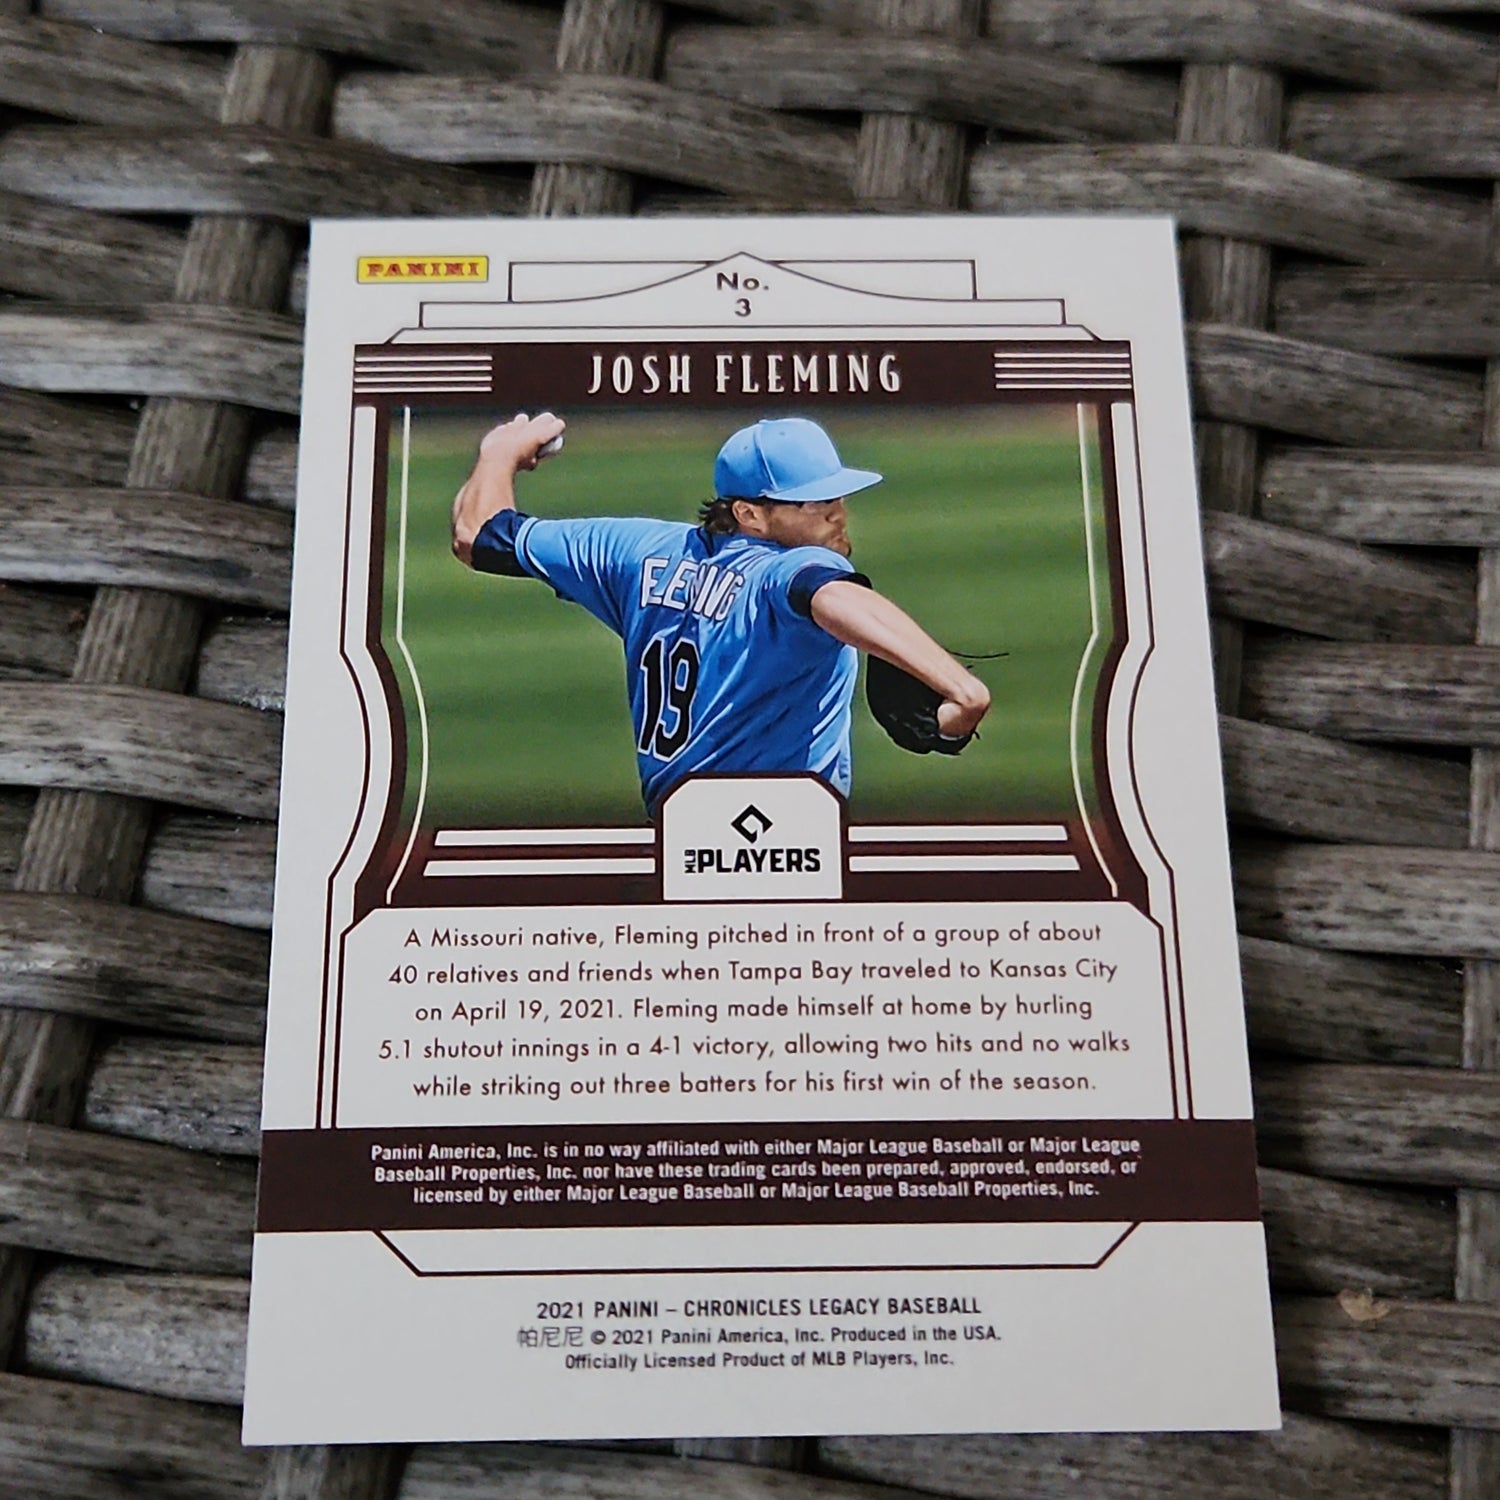 PANINI
No.
3
JOSH FLEMING
FLEMING
19
MLB PLAYERS
A Missouri native, Fleming pitched in front of a group of about
40 relatives and friends when Tampa Bay traveled to Kansas City
on April 19, 2021. Fleming made himself at home by hurling
5.1 shutout innings in a 4-1 victory, allowing two hits and no walks
while striking out three batters for his first win of the season.
Panini America, Inc. is in no way affiliated with either Major League Baseball or Major League
Baseball Properties, Inc. nor have these trading cards been prepared, approved, endorsed, or
licensed by either Major League Baseball or Major League Baseball Properties, Inc.
2021 PANINI – CHRONICLES LEGACY BASEBALL
帕尼尼 © 2021 Panini America, Inc. Produced in the USA.
Officially Licensed Product of MLB Players, Inc.